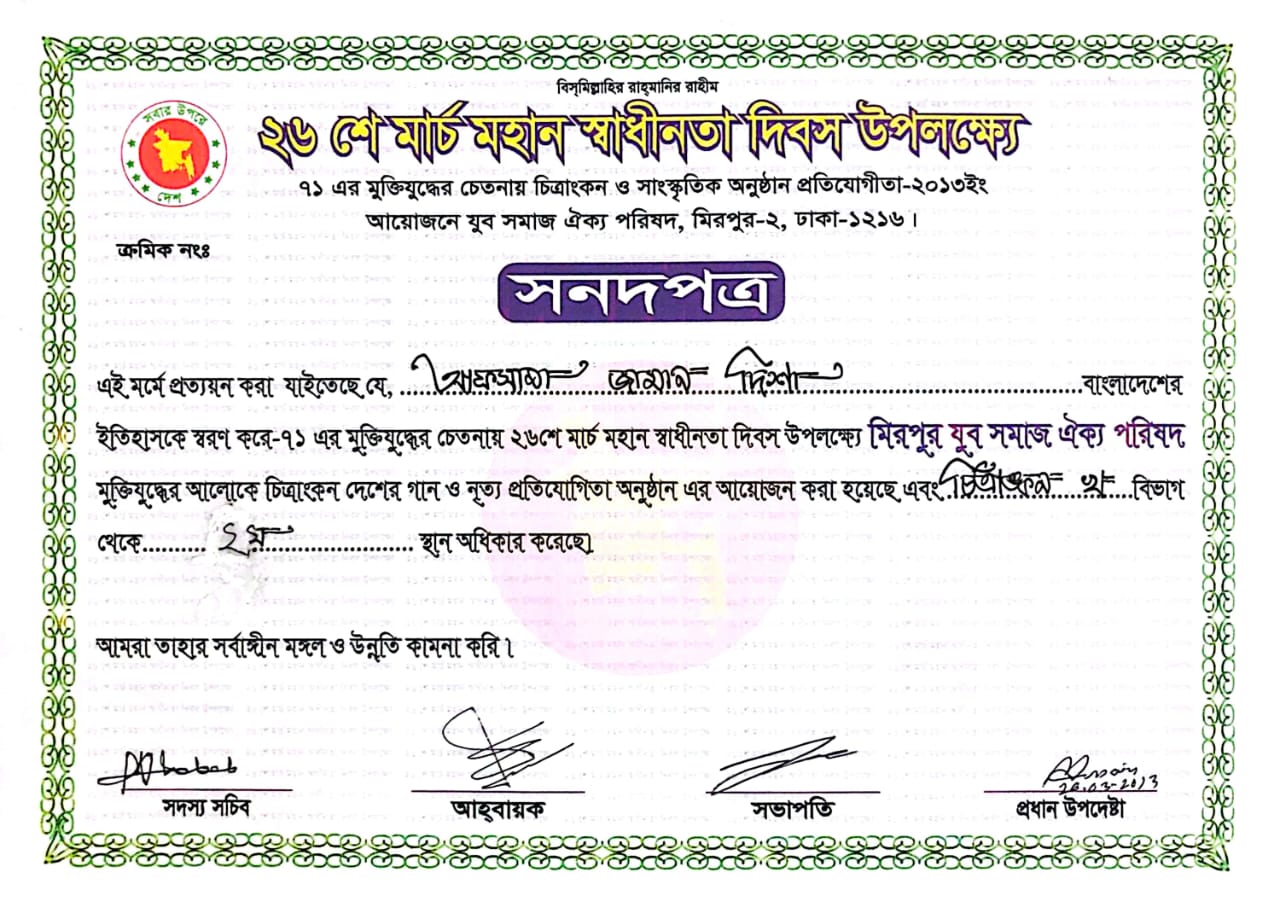 বিস্‌মিল্লাহির রাহ্‌মানির রাহীম
২৬ শে মার্চ মহান স্বাধীনতা দিবস উপলক্ষ্যে
সবার উপরে
দেশ
৭১ এর মুক্তিযুদ্ধের চেতনায় চিত্রাংকন ও সাংস্কৃতিক অনুষ্ঠান প্রতিযোগীতা-২০১৩ইং
আয়োজনে যুব সমাজ ঐক্য পরিষদ, মিরপুর-২, ঢাকা-১২১৬।
ক্রমিক নংঃ
সনদপত্র
এই মর্মে প্রত্যয়ন করা যাইতেছে যে, জামান দিশা বাংলাদেশের
ইতিহাসকে স্বরণ করে-৭১ এর মুক্তিযুদ্ধের চেতনায় ২৬শে মার্চ মহান স্বাধীনতা দিবস উপলক্ষ্যে মিরপুর যুব সমাজ ঐক্য পরিষদ
মুক্তিযুদ্ধের আলোকে চিত্রাংকন দেশের গান ও নৃত্য প্রতিযোগিতা অনুষ্ঠান এর আয়োজন করা হয়েছে এবং চিত্রাঙ্কন খ বিভাগ
থেকে ২য় স্থান অধিকার করেছে।
আমরা তাহার সর্বাঙ্গীন মঙ্গল ও উন্নতি কামনা করি।
26.03-2013
সদস্য সচিব আহ্‌বায়ক সভাপতি প্রধান উপদেষ্টা